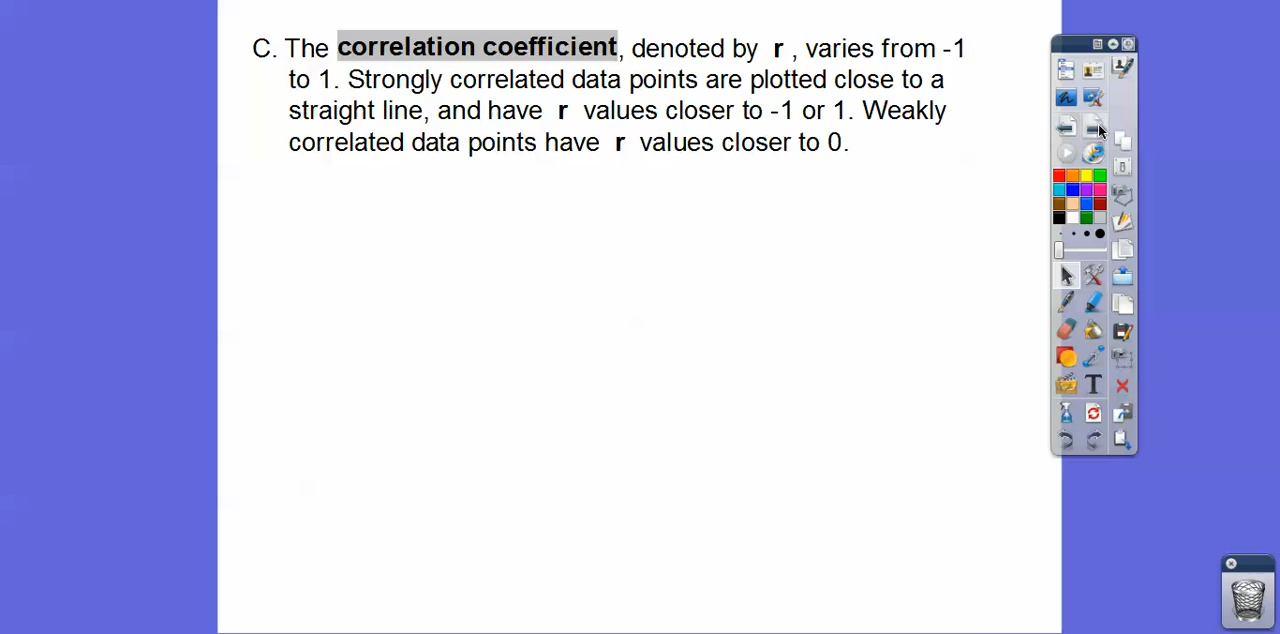 C. The correlation coefficient, denoted by r , varies from -1
to 1. Strongly correlated data points are plotted close to a
straight line, and have r values closer to -1 or 1. Weakly
correlated data points have r values closer to 0.
T